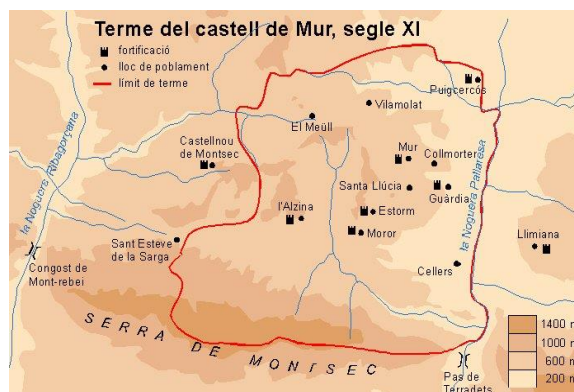 Terme del castell de Mur, segle XI
fortificació
lloc de poblament
límit de terme
Puigcercós
Vilamolat
El Meüll
Castellnou
de Montsec
Mur
Collmorter
Santa Llúcia
Guàrdia
l'Alzina
Estorm
Moror
Llimiana
Sant Esteve
de la Sarga
Cellers
Congost de
Mont-rebei
la Noguera Ribagorçana
la Noguera Pallaresa
SERRA DE MONTSEC
Pas de
Terradets
1400 m
1000 m
600 m
200 m